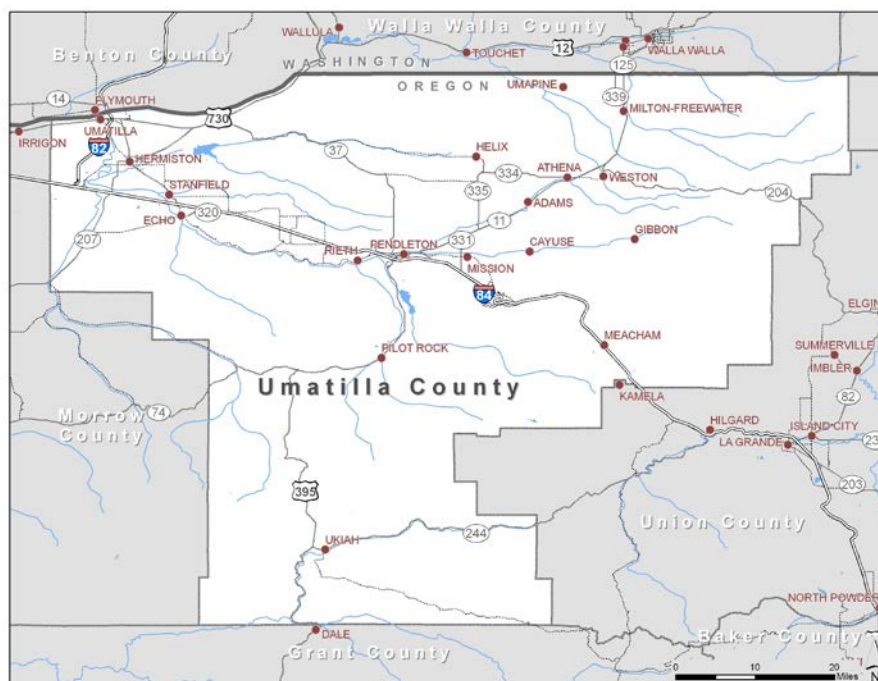 Walla Walla County
WALLULA
Benton County
TOUCHET
12
WALLA WALLA
WASHINGTON
125
OREGON
UMAPINE
14
PLYMOUTH
339
730
MILTON-FREEWATER
UMATILLA
IRRIGON
82
37
HELIX
HERMISTON
334
ATHENA
WESTON
STANFIELD
335
204
ADAMS
ECHO
320
11
207
331
CAYUSE
GIBBON
RIETH
PENDLETON
MISSION
84
ELGIN
MEACHAM
SUMMERVILLE
PILOT ROCK
IMBLER
Umatilla County
KAMELA
82
Morrow County
74
HILGARD
ISLAND CITY
LA GRANDE
23
203
395
Union County
244
UKIAH
NORTH POWDER
DALE
Baker County
Grant County
0
10
20
Miles
N